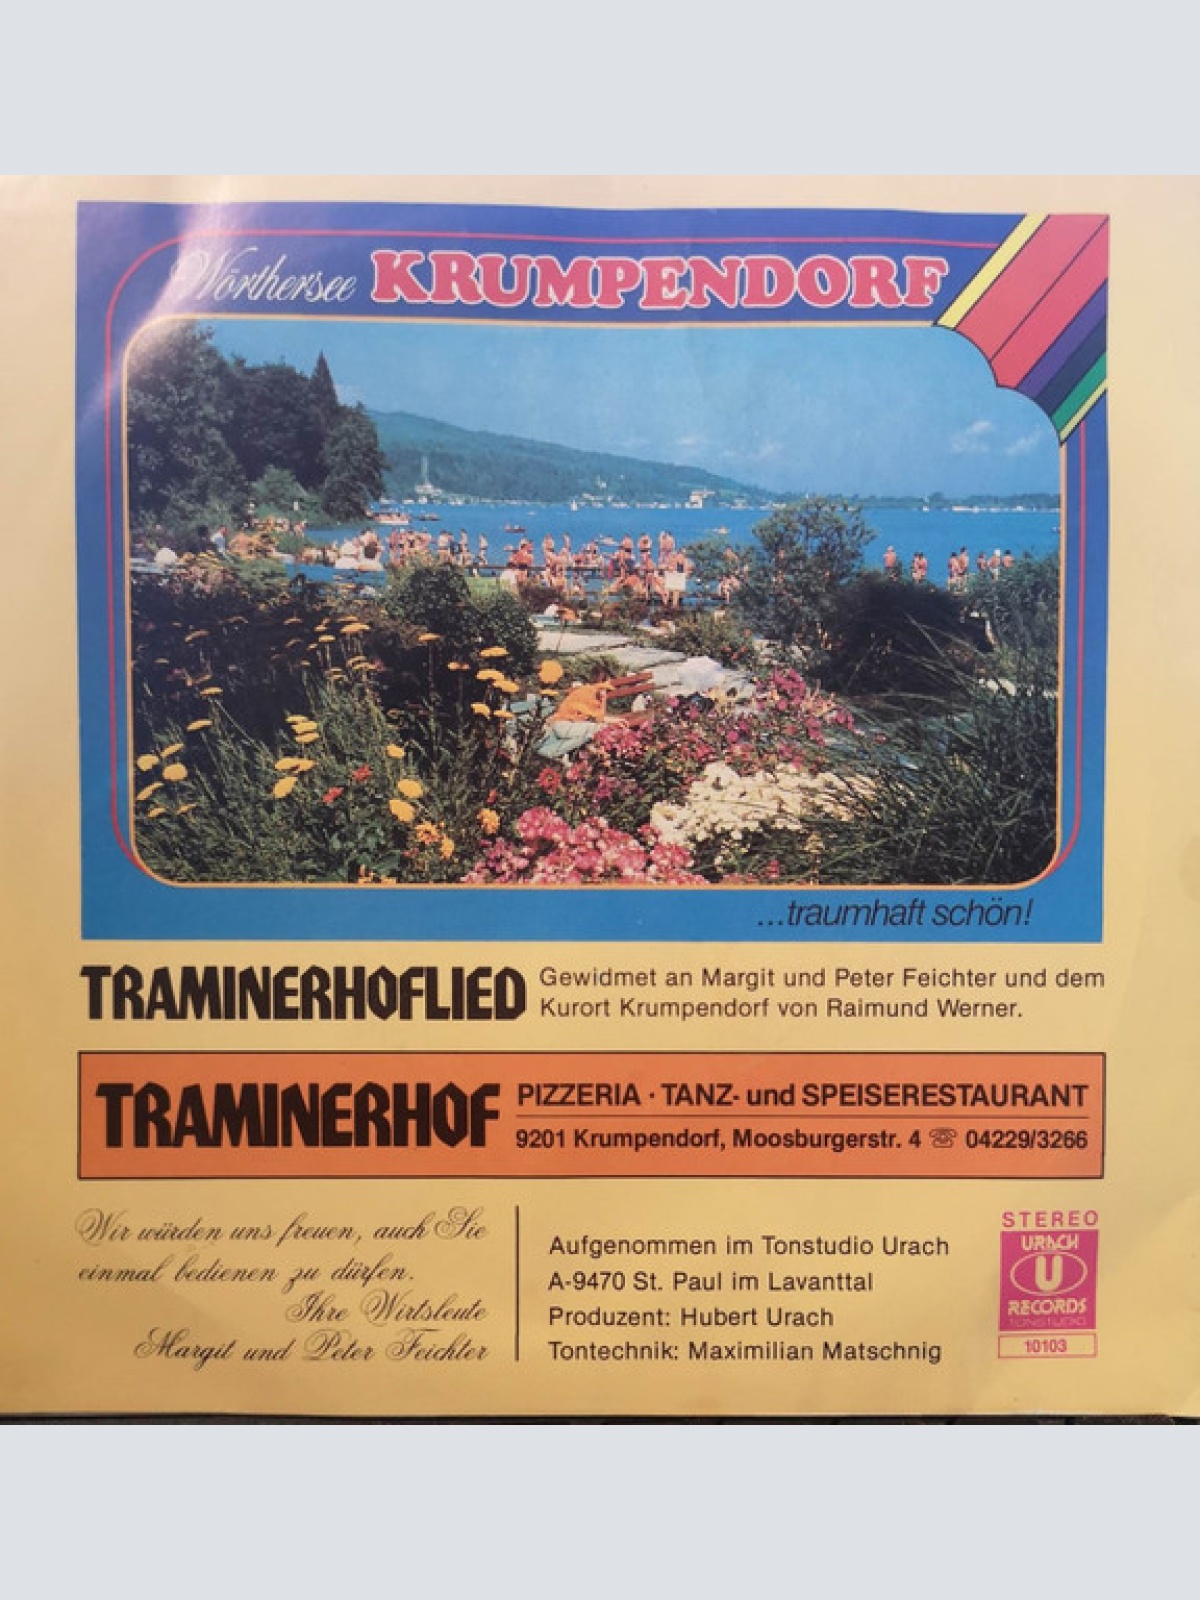 Wörthersee KRUMPENDORF
...traumhaft schön!
TRAMINERHOFLIED
Gewidmet an Margit und Peter Feichter und dem
Kurort Krumpendorf von Raimund Werner.
TRAMINERHOF
PIZZERIA · TANZ- und SPEISERESTAURANT
9201 Krumpendorf, Moosburgerstr. 4 ☏ 04229/3266
Wir würden uns freuen, auch Sie
einmal bedienen zu dürfen.
Ihre Wirtsleute
Margit und Peter Feichter
Aufgenommen im Tonstudio Urach
A-9470 St. Paul im Lavanttal
Produzent: Hubert Urach
Tontechnik: Maximilian Matschnig
STEREO
URACH
U
RECORDS
TONSTUDIO
10103